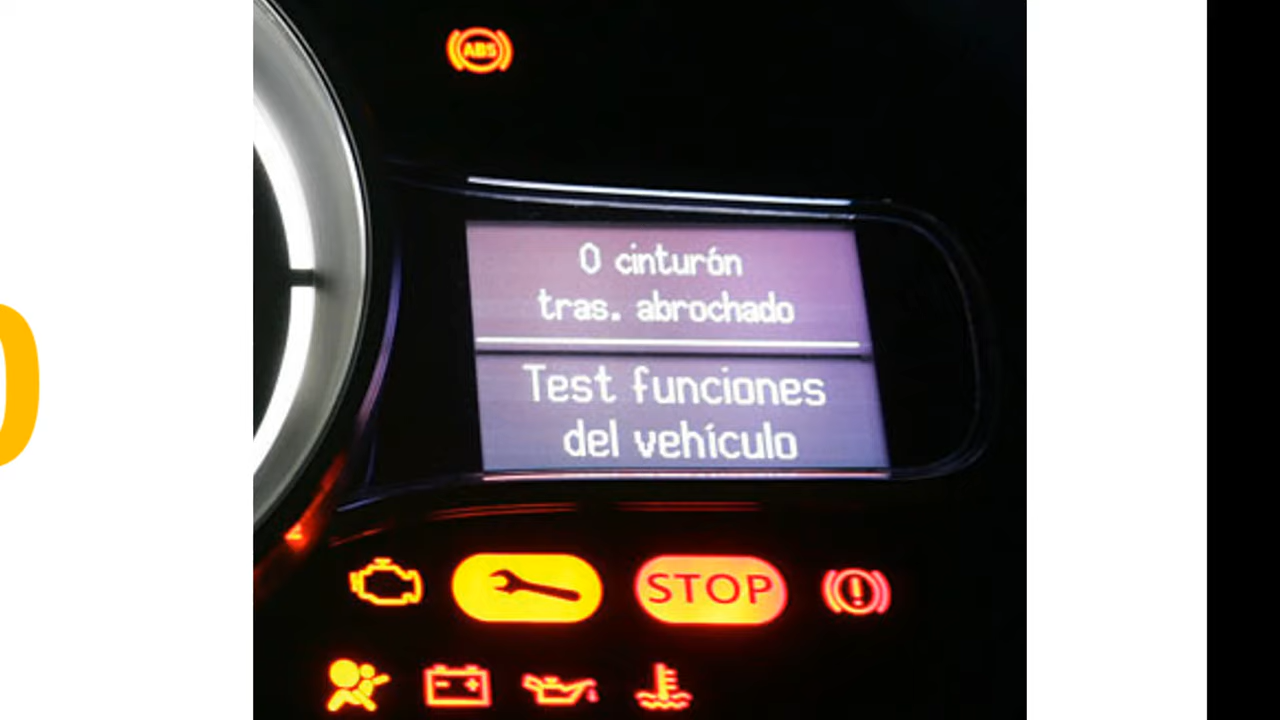 ABS
0 cinturón
tras. abrochado
Test funciones
del vehículo
STOP